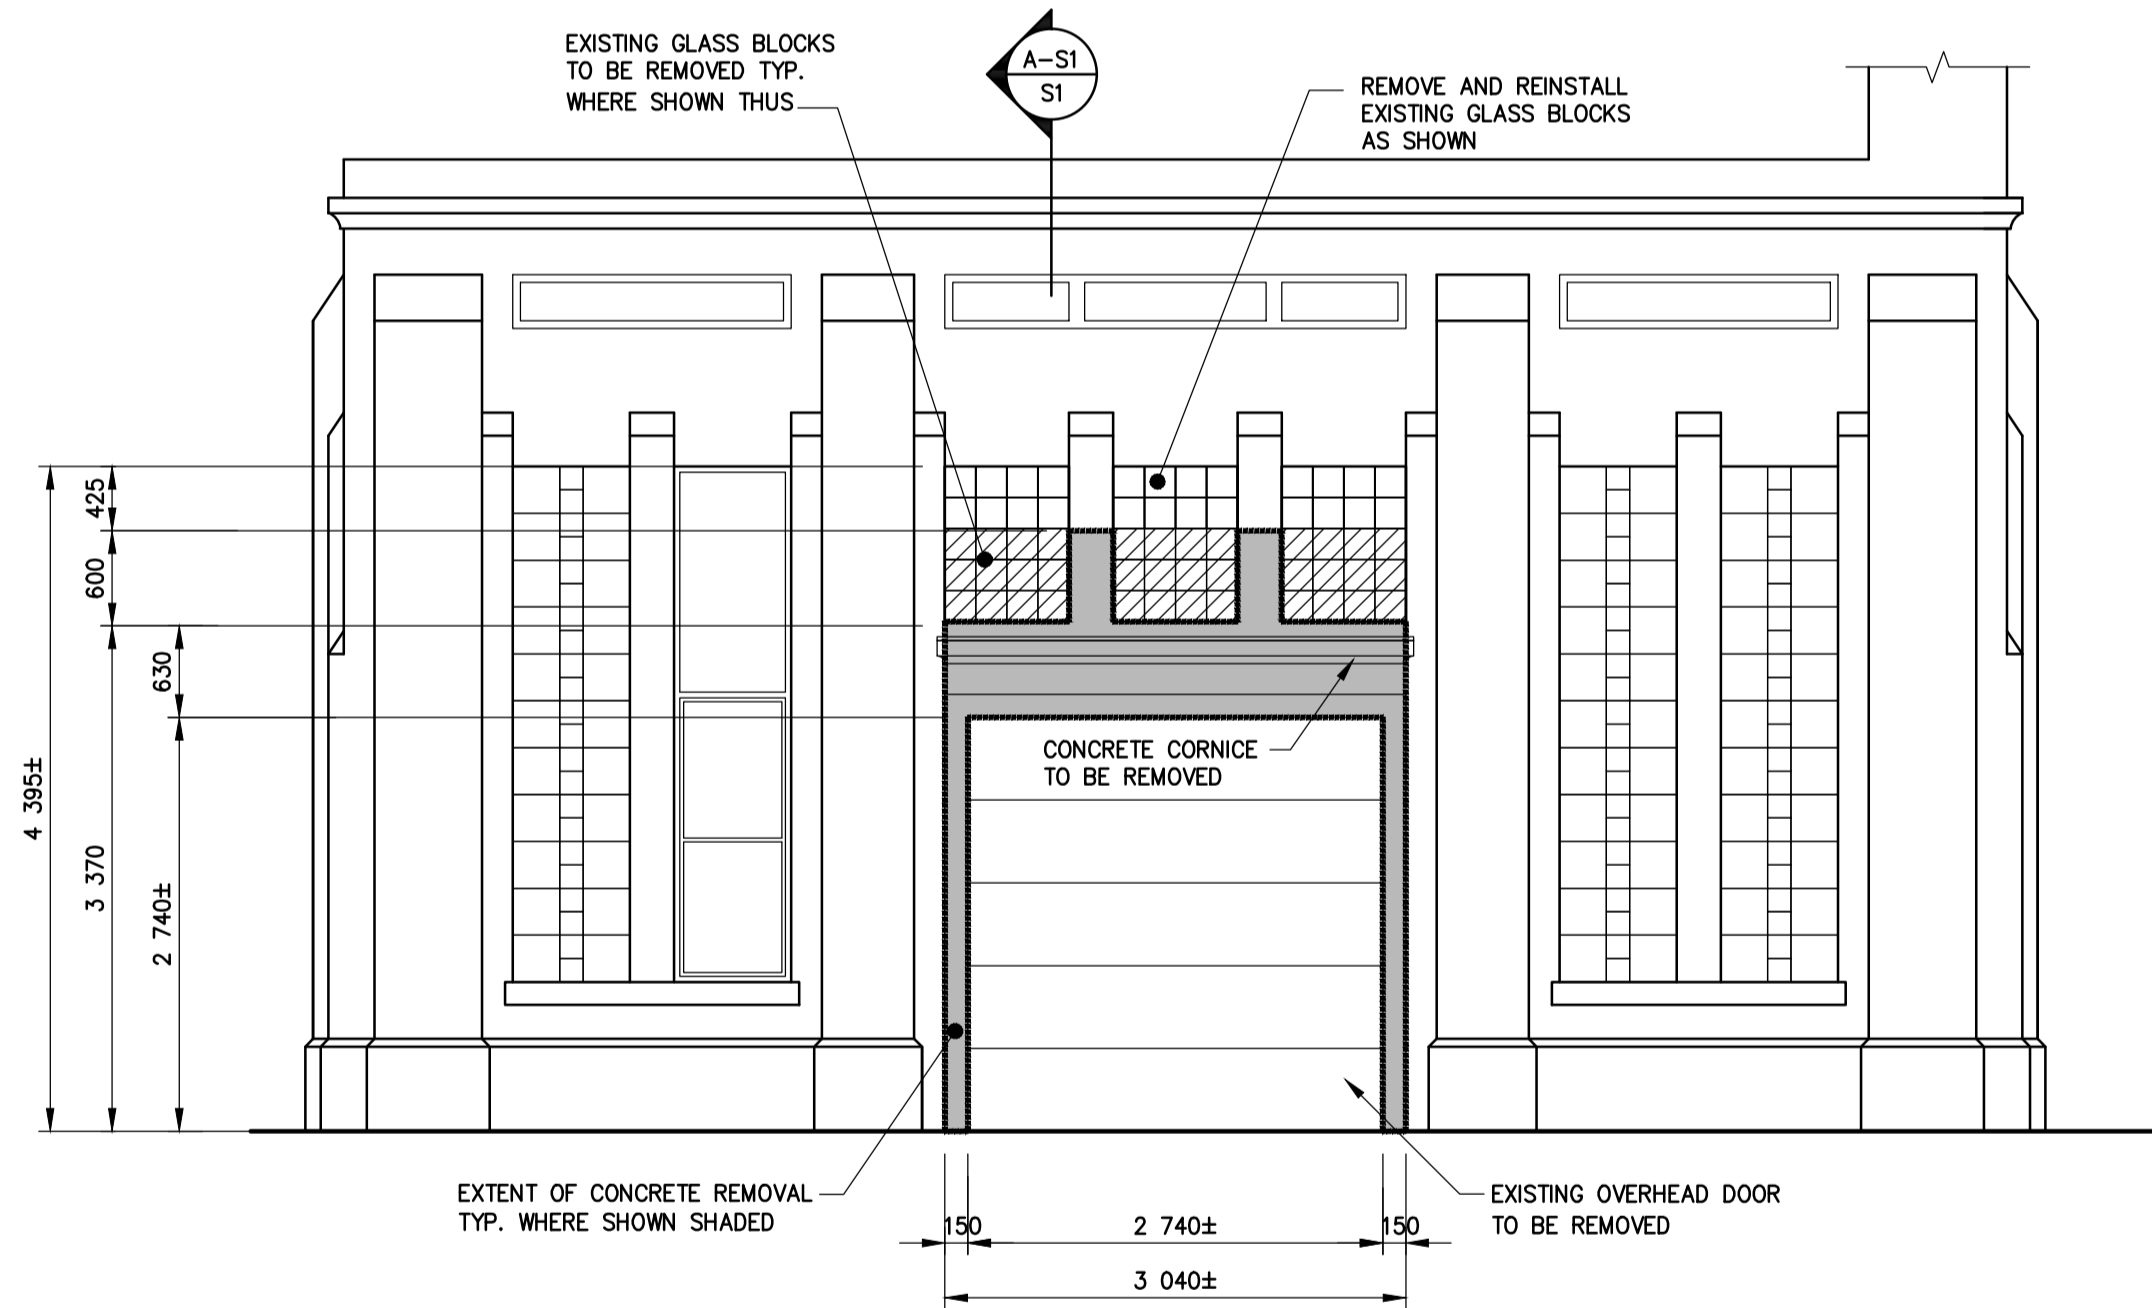 EXISTING GLASS BLOCKS
TO BE REMOVED TYP.
WHERE SHOWN THUS
A-S1
S1
REMOVE AND REINSTALL
EXISTING GLASS BLOCKS
AS SHOWN
425
600
630
4 395±
3 370
2 740±
CONCRETE CORNICE
TO BE REMOVED
EXTENT OF CONCRETE REMOVAL
TYP. WHERE SHOWN SHADED
EXISTING OVERHEAD DOOR
TO BE REMOVED
150
2 740±
150
3 040±